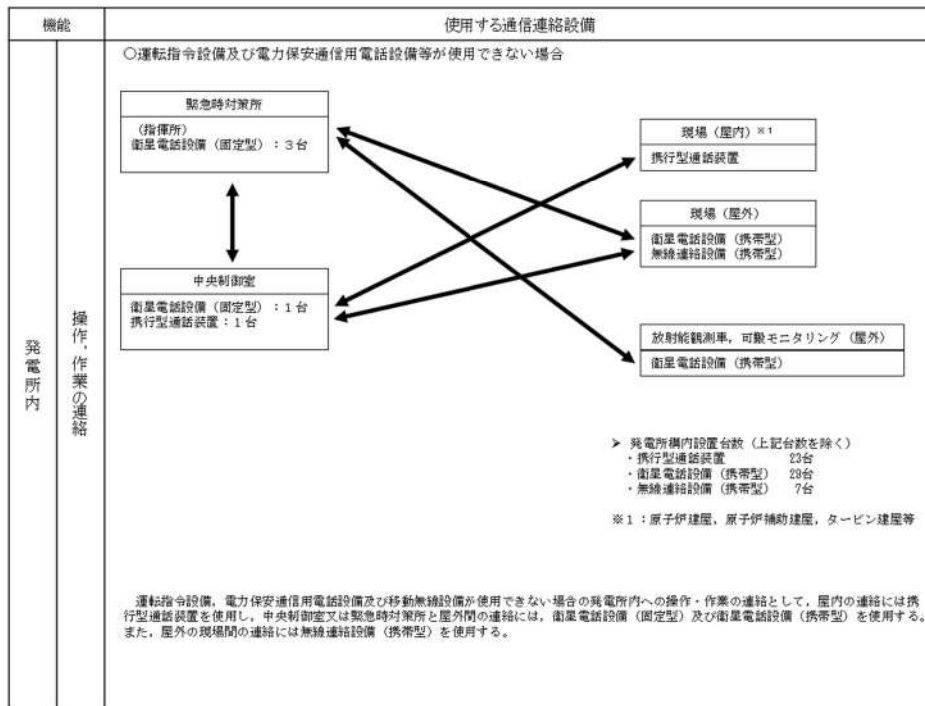 機能
使用する通信連絡設備
発電所内
操作,作業の連絡
○運転指令設備及び電力保安通信用電話設備等が使用できない場合
緊急時対策所
(指揮所)
衛星電話設備(固定型):3台
中央制御室
衛星電話設備(固定型):1台
携行型通話装置:1台
現場(屋内)※1
携行型通話装置
現場(屋外)
衛星電話設備(携帯型)
無線連絡設備(携帯型)
放射能観測車,可搬モニタリング(屋外)
衛星電話設備(携帯型)
➤ 発電所構内設置台数(上記台数を除く)
・携行型通話装置 23台
・衛星電話設備(携帯型) 29台
・無線連絡設備(携帯型) 7台
※1:原子炉建屋,原子炉補助建屋,タービン建屋等
運転指令設備,電力保安通信用電話設備及び移動無線設備が使用できない場合の発電所内への操作・作業の連絡として,屋内の連絡には携
行型通話装置を使用し,中央制御室又は緊急時対策所と屋外間の連絡には,衛星電話設備(固定型)及び衛星電話設備(携帯型)を使用する。
また,屋外の現場間の連絡には無線連絡設備(携帯型)を使用する。